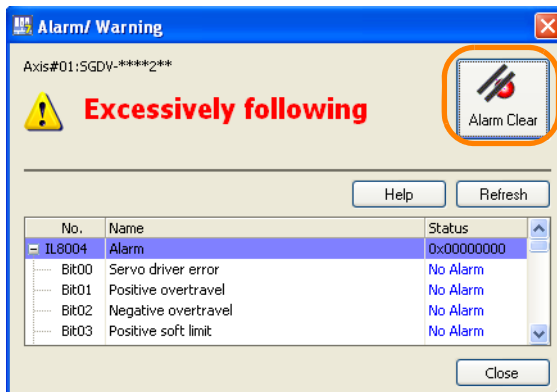 Alarm/ Warning
Axis#01:SGDV-****2**
Excessively following
Alarm Clear
Help Refresh
No. Name Status
IL8004 Alarm 0x00000000
Bit00 Servo driver error No Alarm
Bit01 Positive overtravel No Alarm
Bit02 Negative overtravel No Alarm
Bit03 Positive soft limit No Alarm
Close